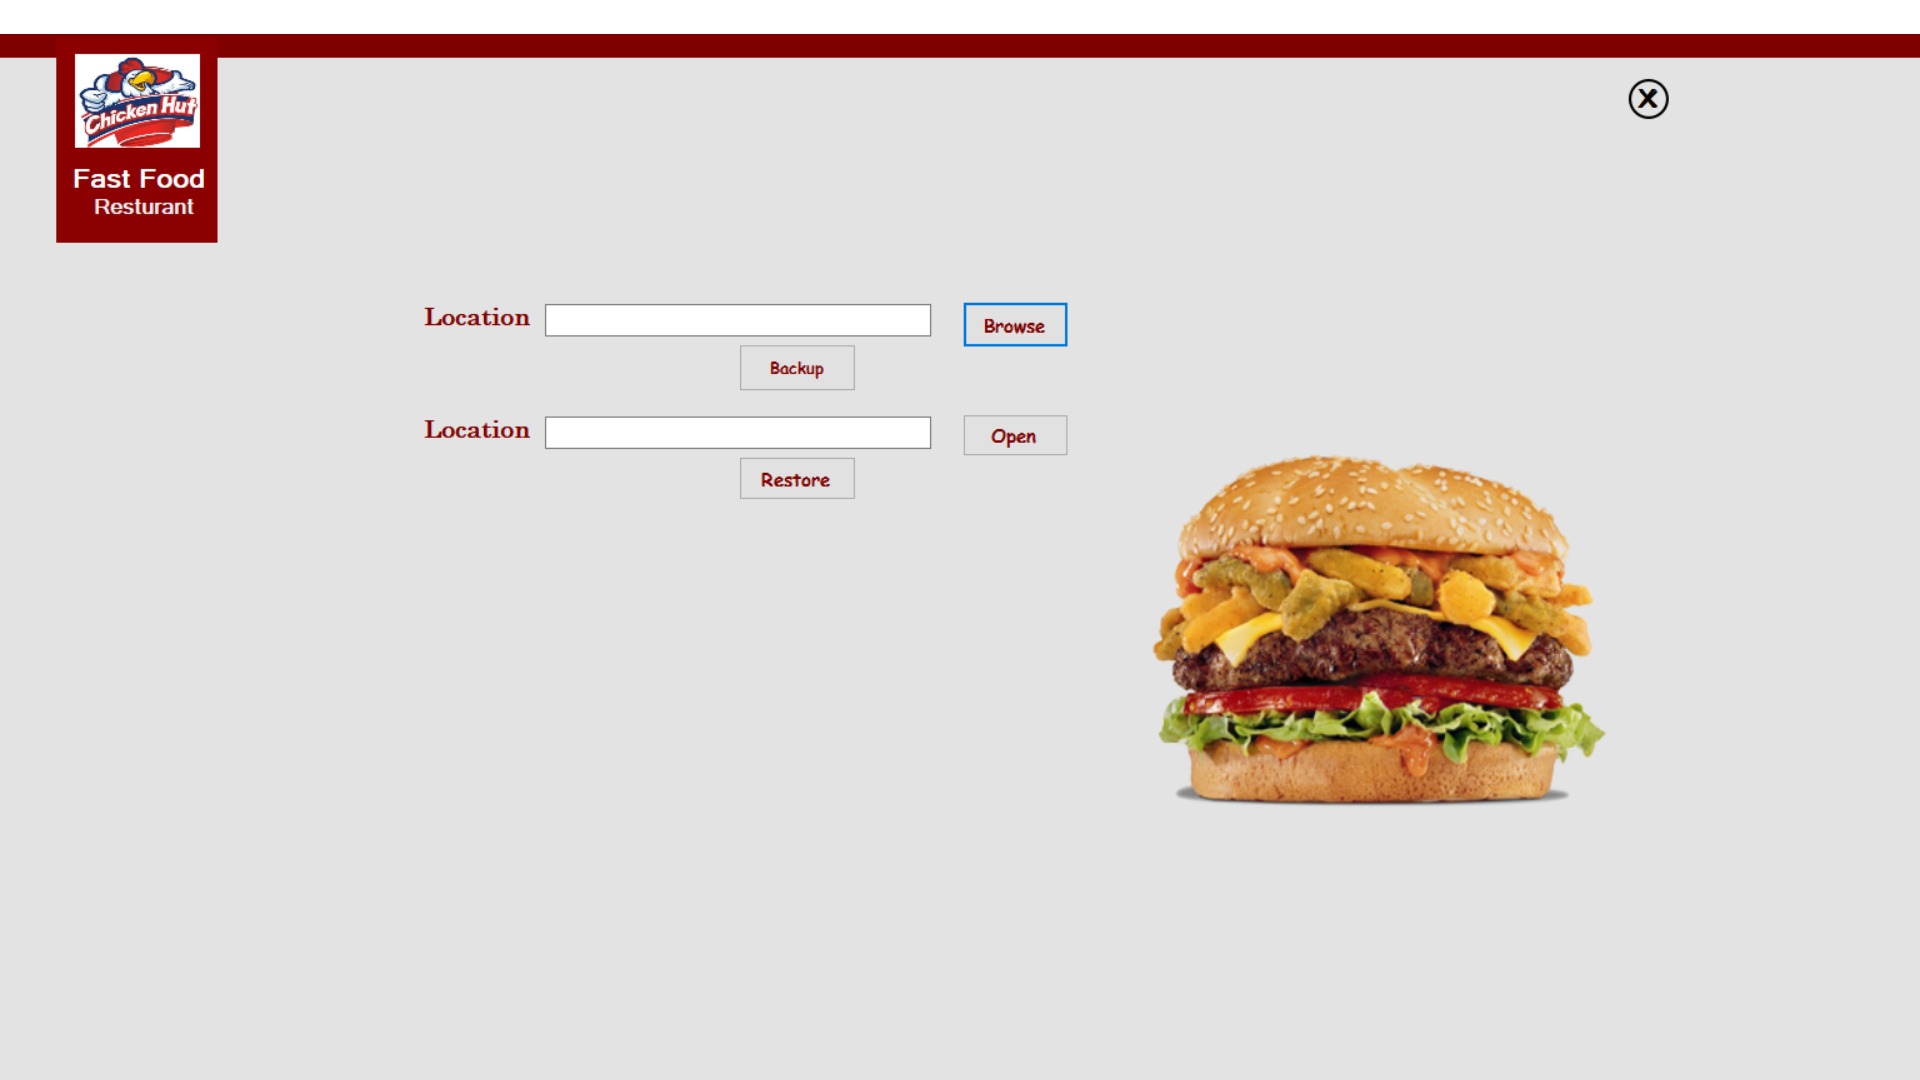 Chicken Hut
Fast Food
Resturant
X
Location
Browse
Backup
Location
Open
Restore